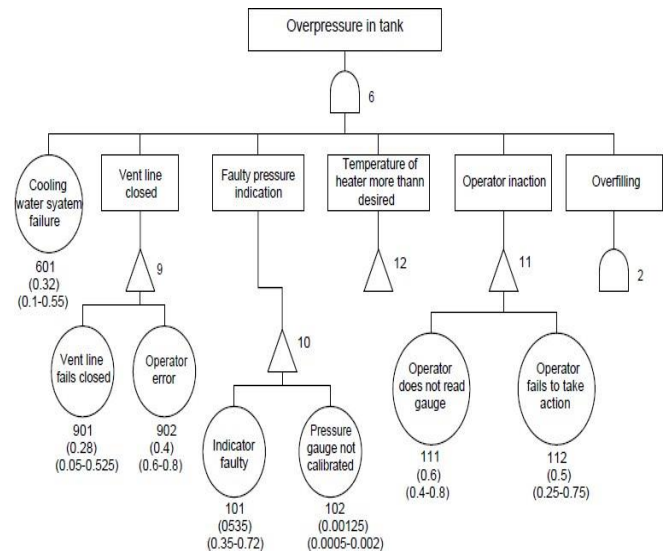 Overpressure in tank
6
Cooling
water syatem
failure
601
(0.32)
(0.1-0.55)
Vent line
closed
9
Vent line
fails closed
901
(0.28)
(0.05-0.525)
Operator
error
902
(0.4)
(0.6-0.8)
Faulty pressure
indication
10
Indicator
faulty
101
(0535)
(0.35-0.72)
Pressure
gauge not
calibrated
102
(0.00125)
(0.0005-0.002)
Temperature of
heater more thann
desired
12
Operator inaction
11
Operator
does not read
gauge
111
(0.6)
(0.4-0.8)
Operator
fails to take
action
112
(0.5)
(0.25-0.75)
Overfilling
2